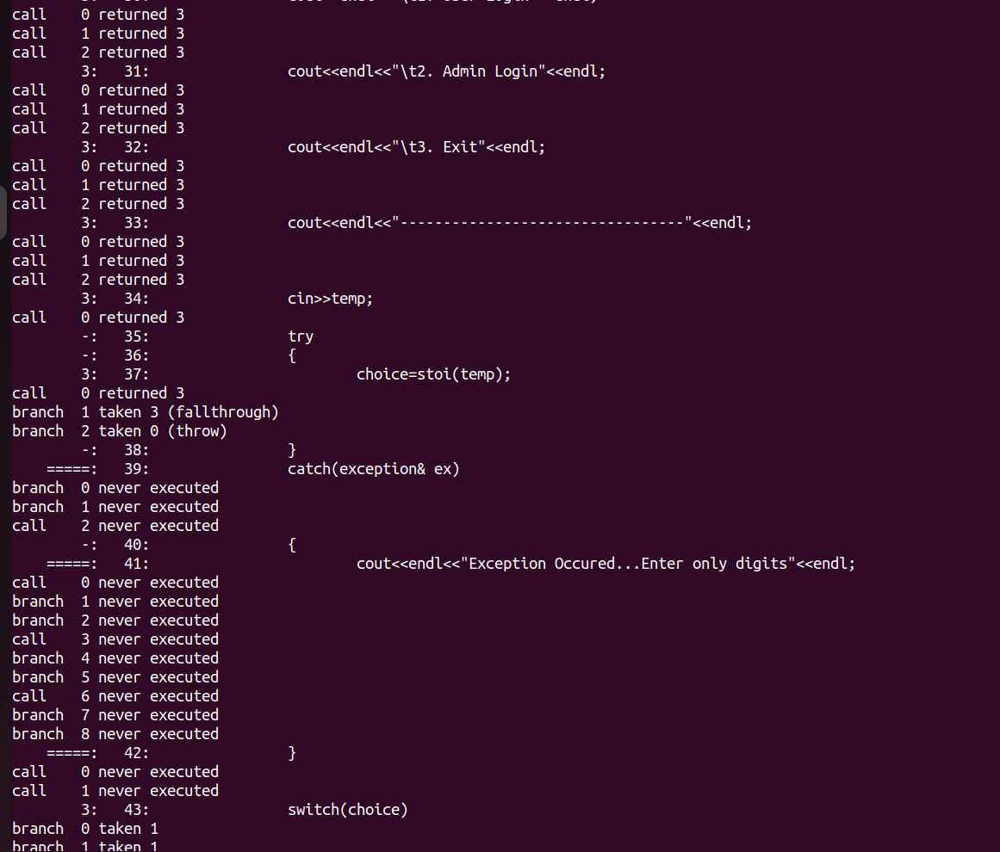 call    0 returned 3
call    1 returned 3
call    2 returned 3
        3:   31:                cout<<endl<<"\t2. Admin Login"<<endl;
call    0 returned 3
call    1 returned 3
call    2 returned 3
        3:   32:                cout<<endl<<"\t3. Exit"<<endl;
call    0 returned 3
call    1 returned 3
call    2 returned 3
        3:   33:                cout<<endl<<"---------------------------------"<<endl;
call    0 returned 3
call    1 returned 3
call    2 returned 3
        3:   34:                cin>>temp;
call    0 returned 3
        -:   35:                try
        -:   36:                {
        3:   37:                        choice=stoi(temp);
call    0 returned 3
branch  1 taken 3 (fallthrough)
branch  2 taken 0 (throw)
        -:   38:                }
    =====:   39:                catch(exception& ex)
branch  0 never executed
branch  1 never executed
call    2 never executed
        -:   40:                {
    =====:   41:                        cout<<endl<<"Exception Occured...Enter only digits"<<endl;
call    0 never executed
branch  1 never executed
branch  2 never executed
call    3 never executed
branch  4 never executed
branch  5 never executed
call    6 never executed
branch  7 never executed
branch  8 never executed
    =====:   42:                }
call    0 never executed
call    1 never executed
        3:   43:                switch(choice)
branch  0 taken 1
branch  1 taken 1